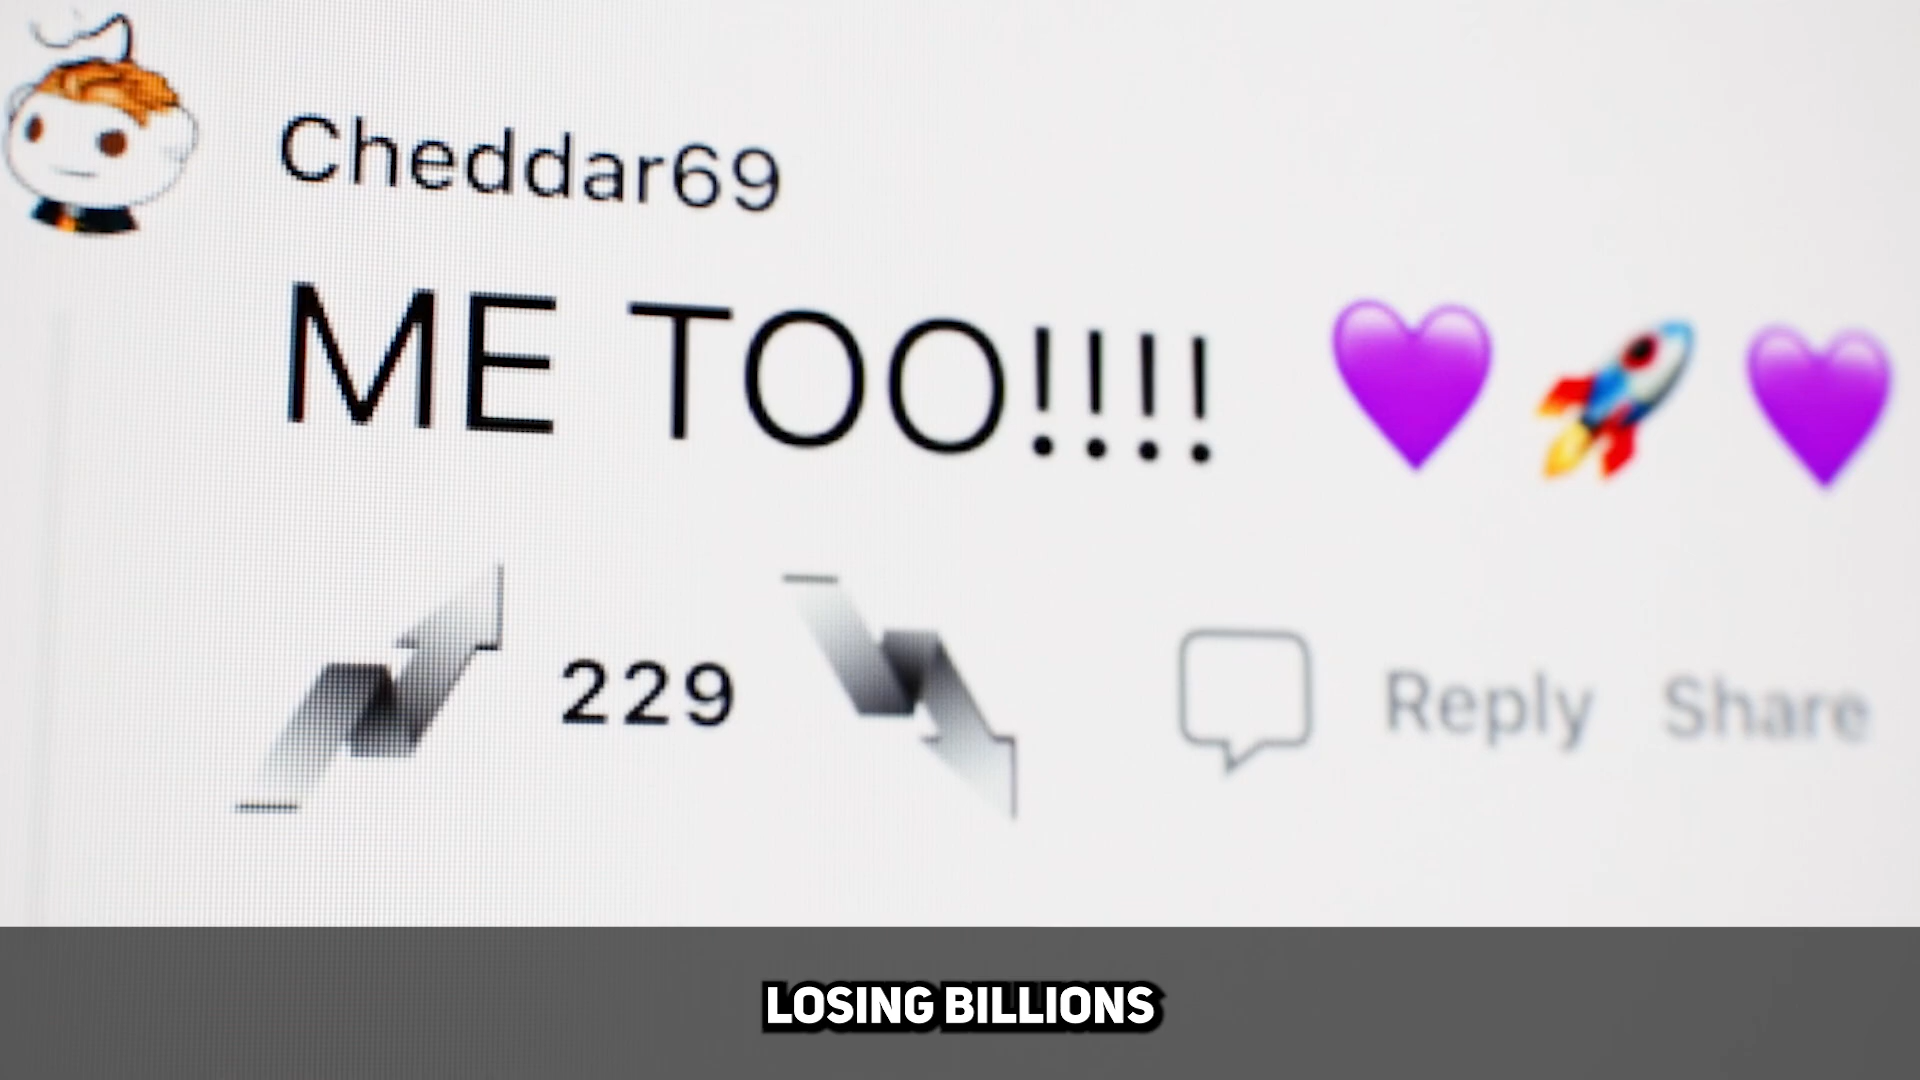 Cheddar69
ME TOO!!!! 💜 🚀 💜
229 Reply Share
LOSING BILLIONS